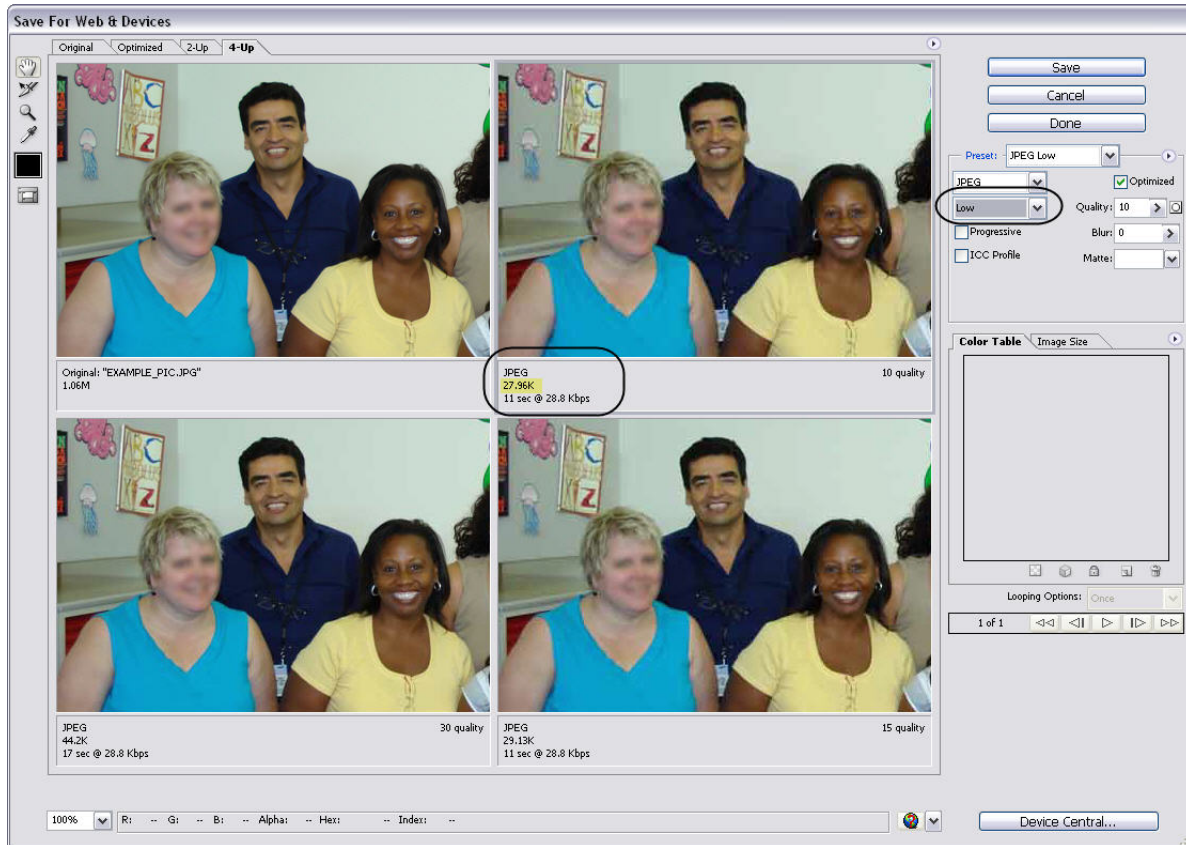 Save For Web & Devices
Original
Optimized
2-Up
4-Up
ABC
Z
ABC
Z
Original: "EXAMPLE_PIC.JPG"
1.06M
JPEG
27.96K
11 sec @ 28.8 Kbps
10 quality
ABC
Z
ABC
Z
JPEG
44.2K
17 sec @ 28.8 Kbps
30 quality
JPEG
29.13K
11 sec @ 28.8 Kbps
15 quality
100%
R: -- G: -- B: -- Alpha: -- Hex: -- Index: --
Save
Cancel
Done
Preset: JPEG Low
JPEG
Optimized
Low
Quality: 10
Progressive
Blur: 0
ICC Profile
Matte:
Color Table
Image Size
Looping Options: Once
1 of 1
Device Central...